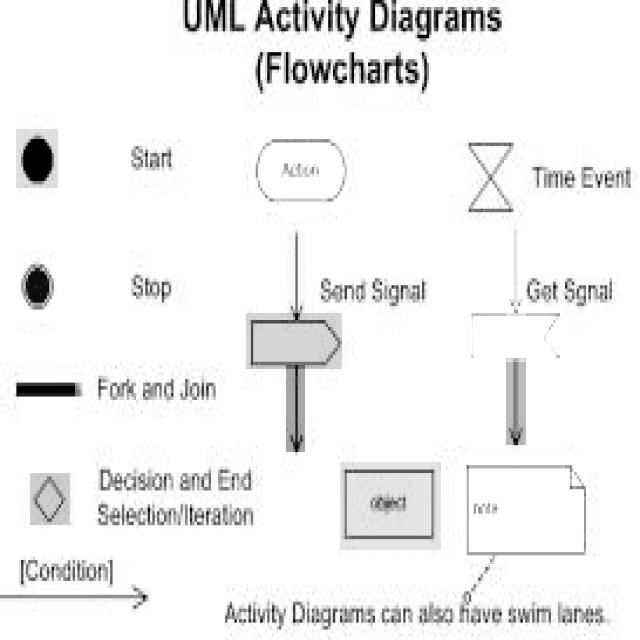 UML Activity Diagrams
(Flowcharts)
Start
Action
Time Event
Stop
Send Signal
Get Sgnal
Fork and Join
Decision and End
Selection/Iteration
object
note
[Condition]
Activity Diagrams can also have swim lanes.